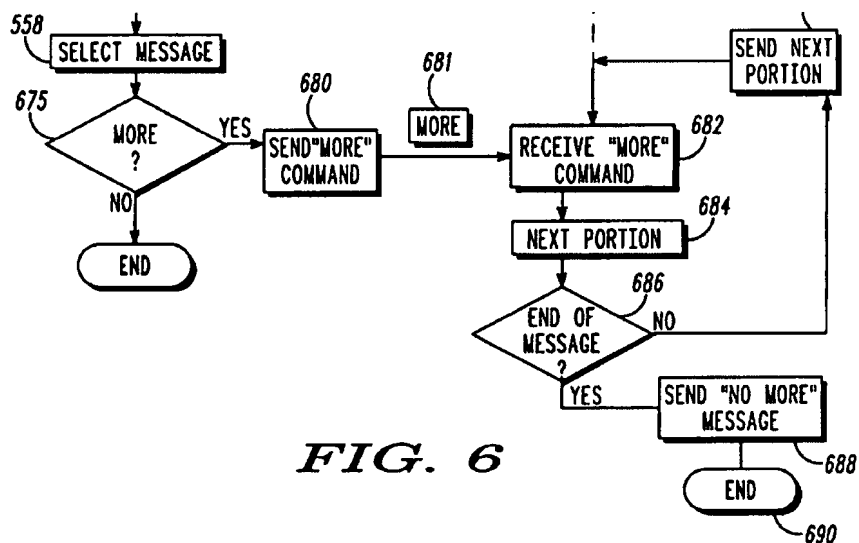 558
SELECT MESSAGE
675
MORE
?
YES
NO
END
680
SEND"MORE"
COMMAND
681
MORE
RECEIVE "MORE"
COMMAND
682
SEND NEXT
PORTION
NEXT PORTION
684
END OF
MESSAGE
?
686
NO
YES
SEND "NO MORE"
MESSAGE
688
END
690
FIG. 6